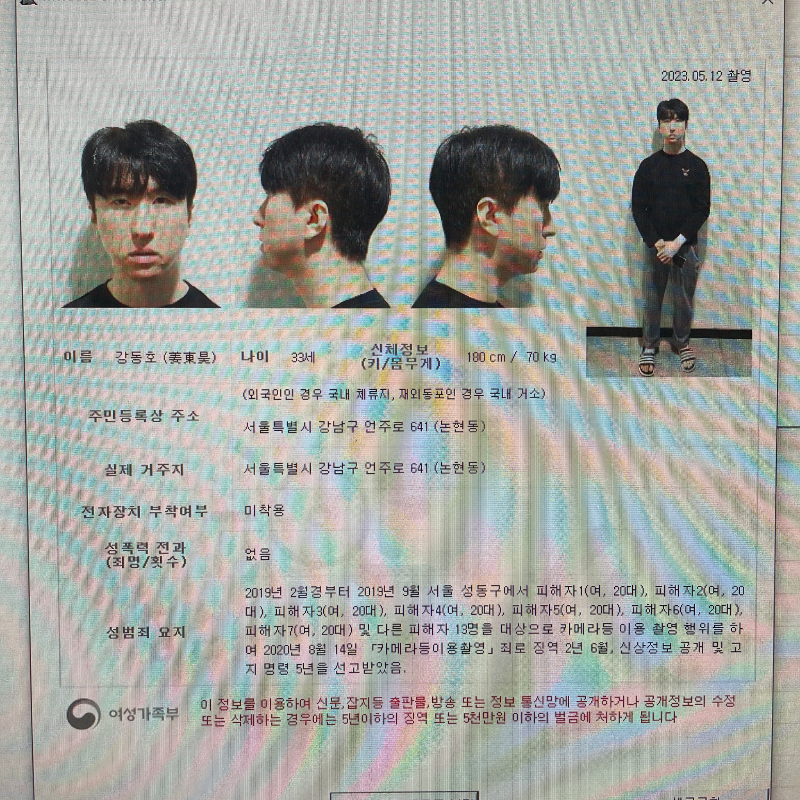 2023.05.12 촬영
이름 강동호 (姜東昊) 나이 33세 신체정보 (키/몸무게) 180 cm / 70 kg
(외국인인 경우 국내 체류지, 재외동포인 경우 국내 거소)
주민등록상 주소
서울특별시 강남구 언주로 641 (논현동)
실제 거주지 서울특별시 강남구 언주로 641 (논현동)
전자장치 부착여부 미착용
성폭력 전과
(죄명/횟수)
없음
성범죄 요지
2019년 2월경부터 2019년 9월 서울 성동구에서 피해자1(여, 20대), 피해자2(여, 20
대), 피해자3(여, 20대), 피해자4(여, 20대), 피해자5(여, 20대), 피해자6(여, 20대),
피해자7(여, 20대) 및 다른 피해자 13명을 대상으로 카메라등 이용 촬영 행위를 하
여 2020년 8월 14일 「카메라등이용촬영」 죄로 징역 2년 6월, 신상정보 공개 및 고
지 명령 5년을 선고받았음.
여성가족부
이 정보를 이용하여 신문,잡지등 출판물,방송 또는 정보 통신망에 공개하거나 공개정보의 수정
또는 삭제하는 경우에는 5년이하의 징역 또는 5천만원 이하의 벌금에 처하게 됩니다